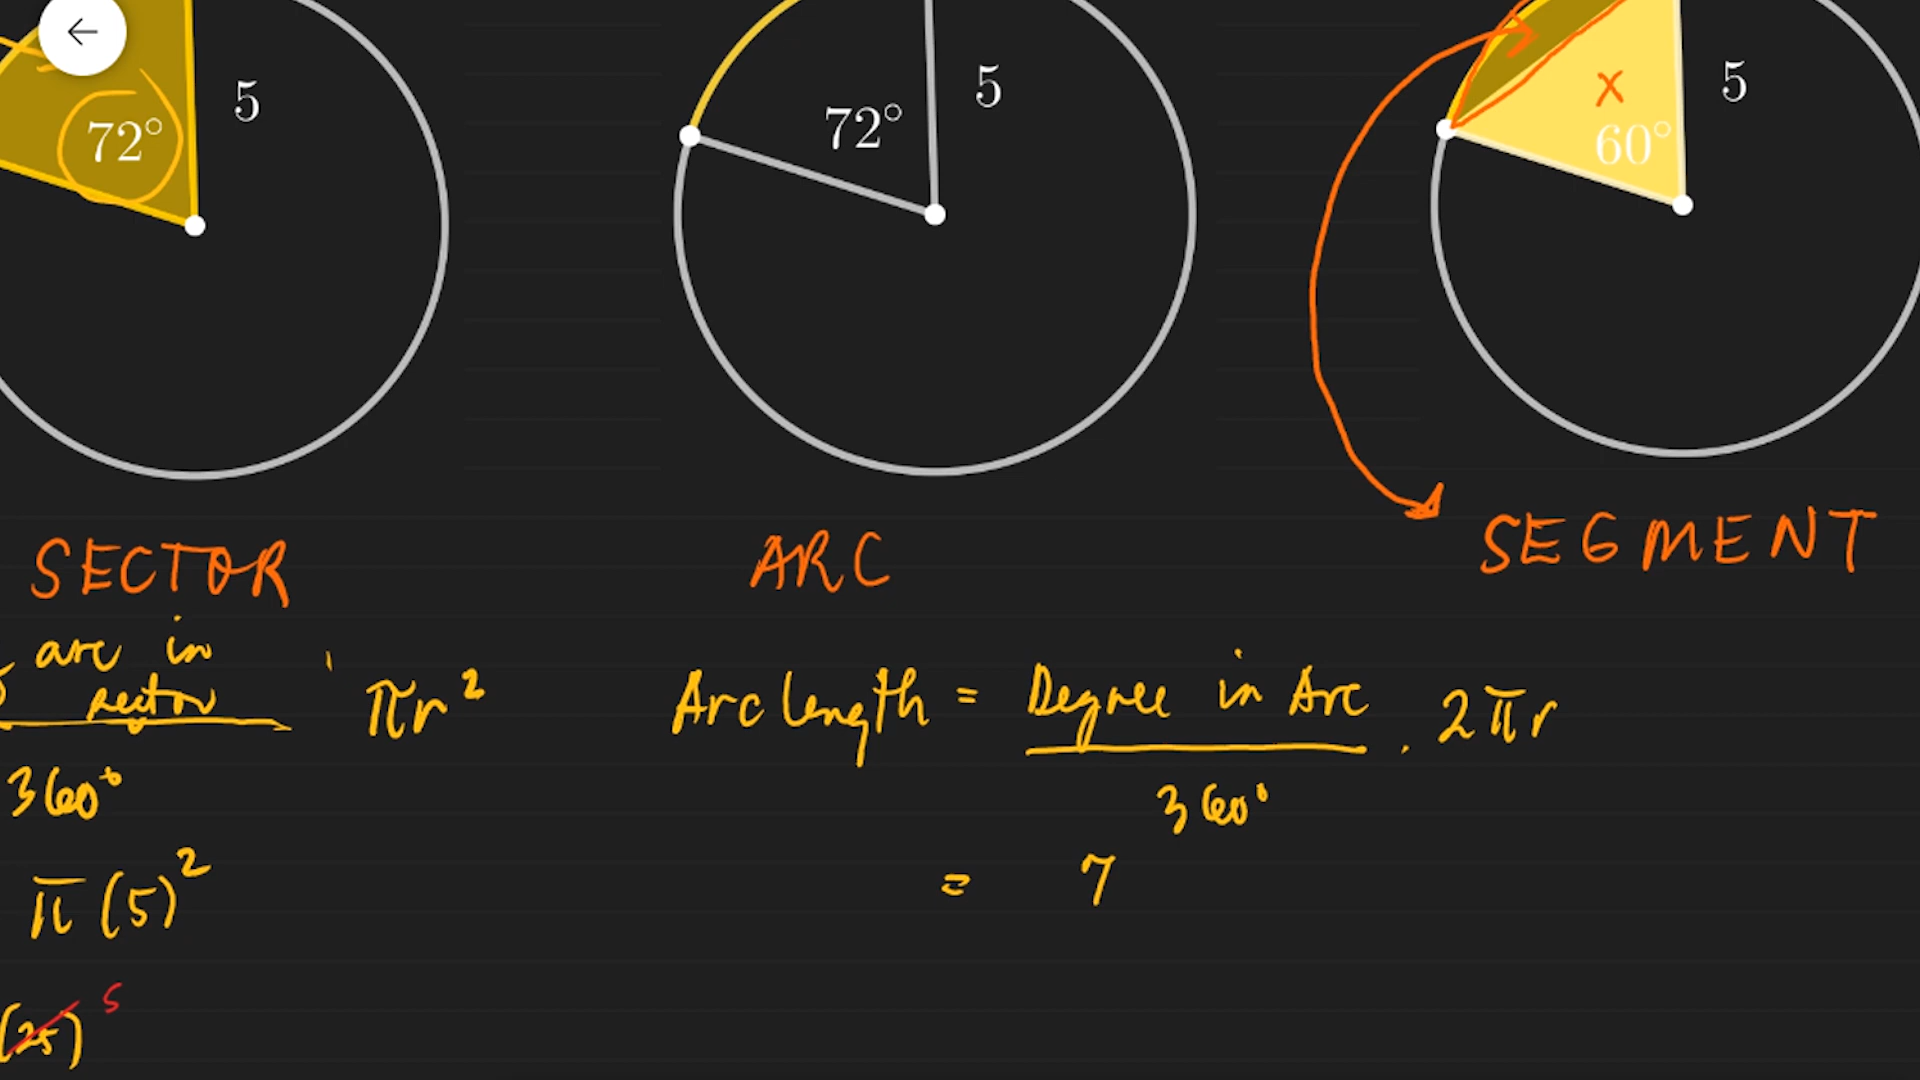 72°
5
72°
5
x
60°
5
SECTOR
ARC
SEGMENT
arc in
sector
360°
πr²
Arc length = Degree in Arc
360°
. 2πr
π(5)²
= 7
(25) 5